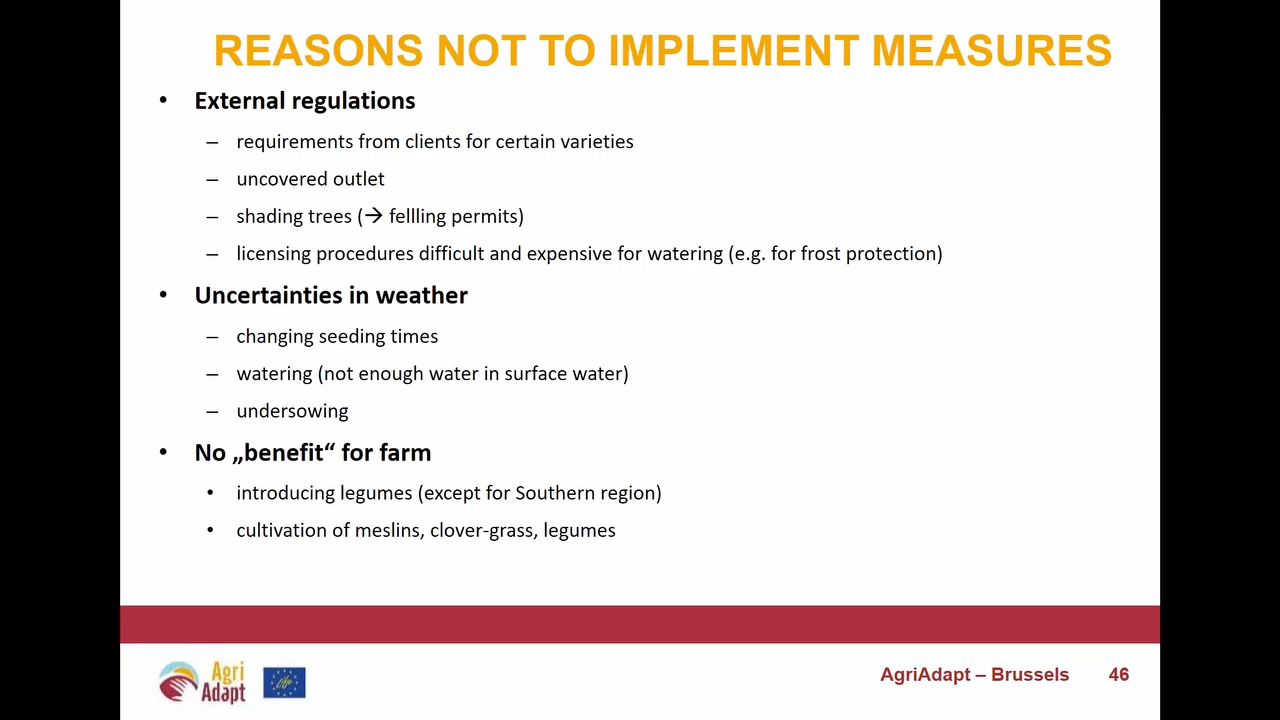 REASONS NOT TO IMPLEMENT MEASURES
• External regulations
– requirements from clients for certain varieties
– uncovered outlet
– shading trees (→ fellling permits)
– licensing procedures difficult and expensive for watering (e.g. for frost protection)
• Uncertainties in weather
– changing seeding times
– watering (not enough water in surface water)
– undersowing
• No „benefit“ for farm
• introducing legumes (except for Southern region)
• cultivation of meslins, clover-grass, legumes
Agri
Adapt
Life
AgriAdapt – Brussels 46